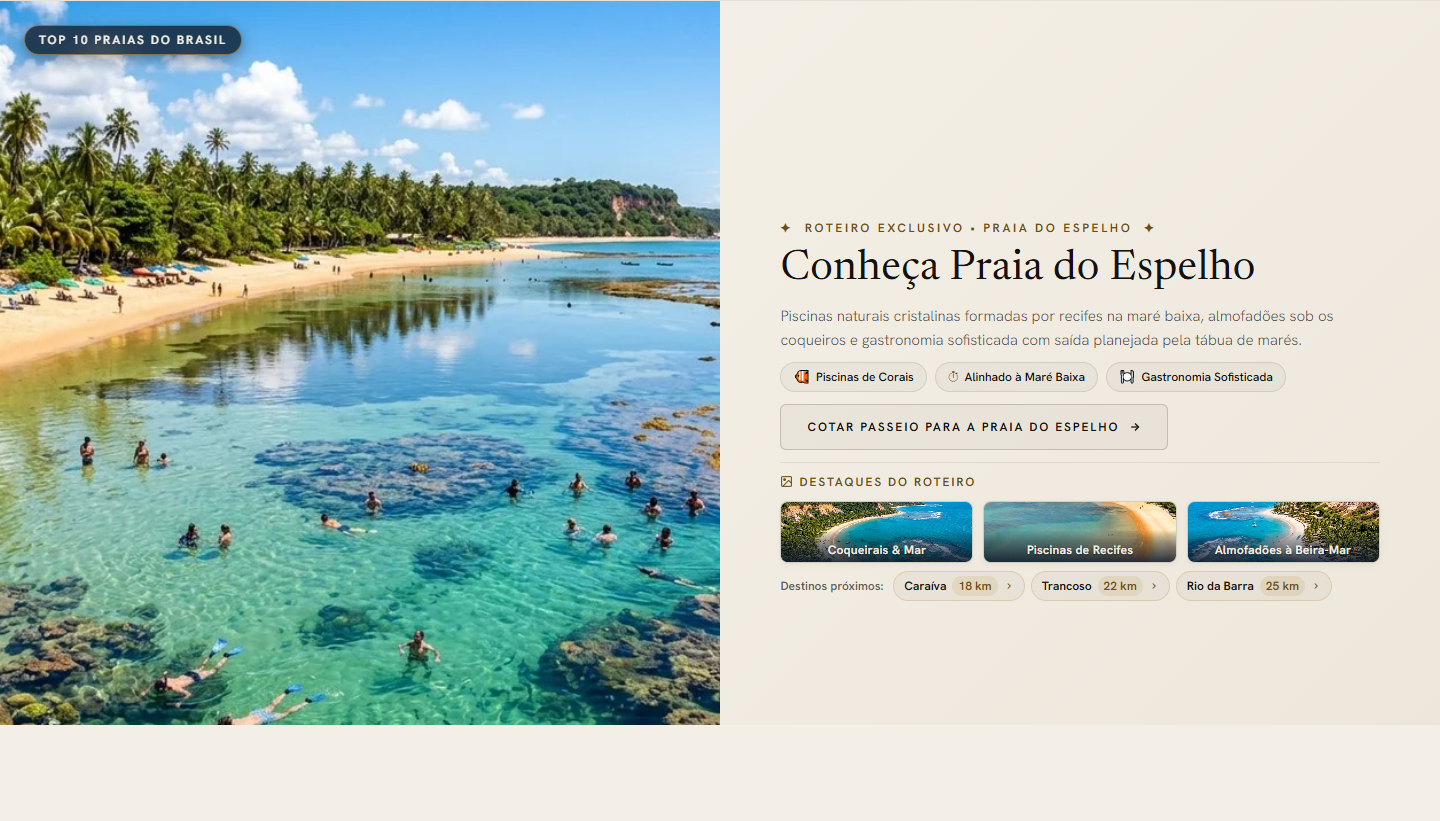 TOP 10 PRAIAS DO BRASIL
ROTEIRO EXCLUSIVO • PRAIA DO ESPELHO
Conheça Praia do Espelho
Piscinas naturais cristalinas formadas por recifes na maré baixa, almofadões sob os
coqueiros e gastronomia sofisticada com saída planejada pela tábua de marés.
Piscinas de Corais
Alinhado à Maré Baixa
Gastronomia Sofisticada
COTAR PASSEIO PARA A PRAIA DO ESPELHO →
DESTAQUES DO ROTEIRO
Coqueirais & Mar
Piscinas de Recifes
Almofadões à Beira-Mar
Destinos próximos:
Caraíva 18 km ›
Trancoso 22 km ›
Rio da Barra 25 km ›